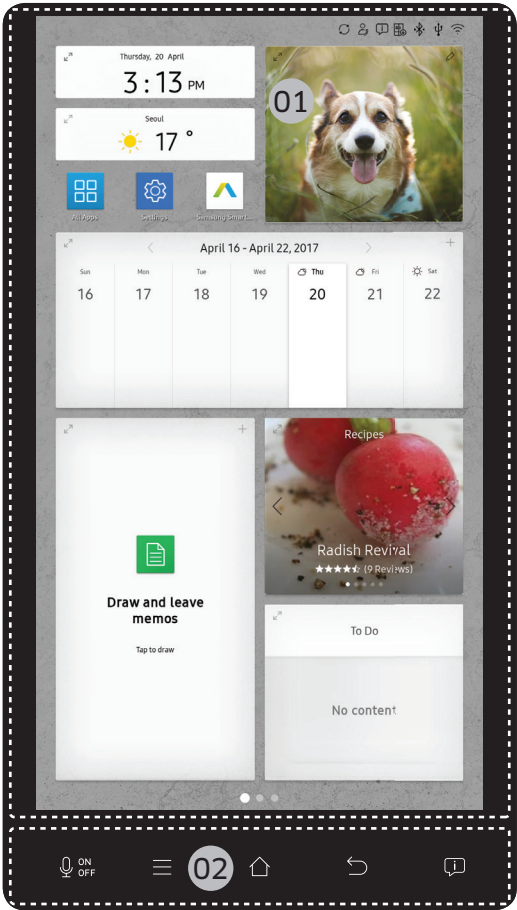 Thursday, 20 April
3:13 PM
01
Seoul
17 °
All Apps
Settings
Samsung Smart...
April 16 - April 22, 2017
Sun
Mon
Tue
Wed
Thu
Fri
Sat
16
17
18
19
20
21
22
Draw and leave
memos
Tap to draw
Recipes
Radish Revival
(9 Reviews)
To Do
No content
ON
OFF
02